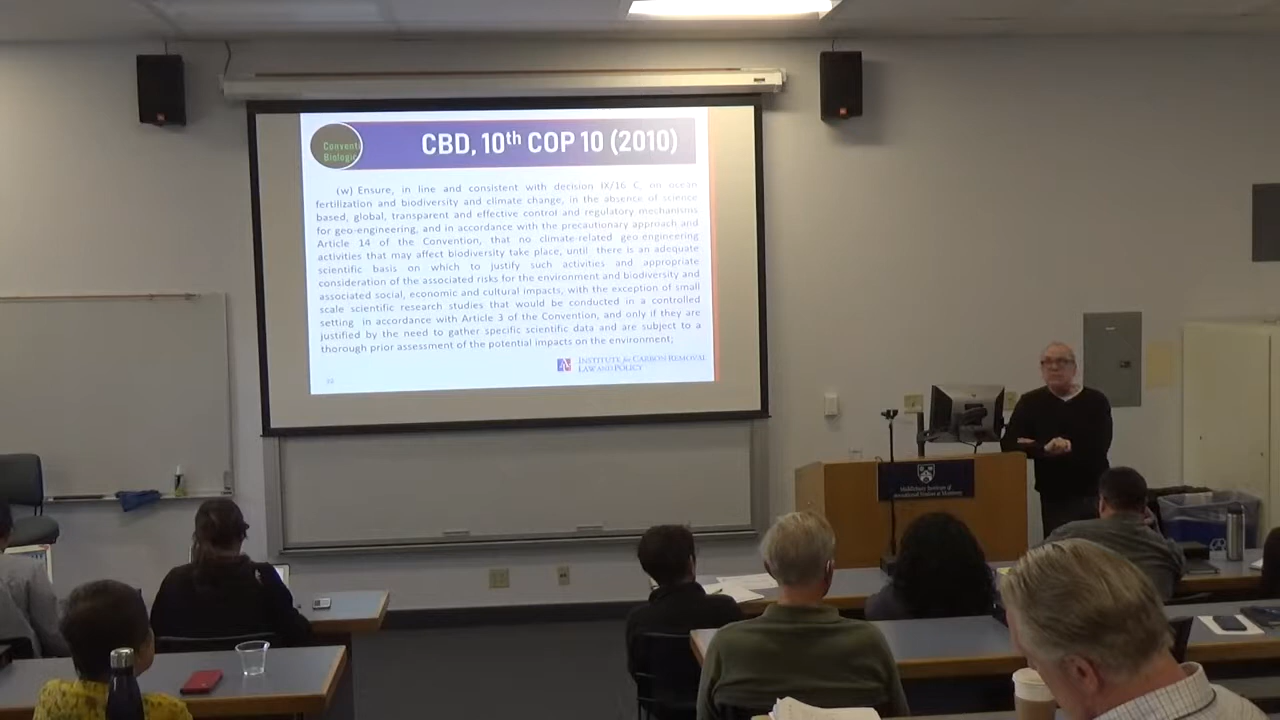 Conventi
Biologic
CBD, 10th COP 10 (2010)
(w) Ensure, in line and consistent with decision IX/16 C, on ocean
fertilization and biodiversity and climate change, in the absence of science
based, global, transparent and effective control and regulatory mechanisms
for geo-engineering, and in accordance with the precautionary approach and
Article 14 of the Convention, that no climate-related geo-engineering
activities that may affect biodiversity take place, until there is an adequate
scientific basis on which to justify such activities and appropriate
consideration of the associated risks for the environment and biodiversity and
associated social, economic and cultural impacts, with the exception of small
scale scientific research studies that would be conducted in a controlled
setting in accordance with Article 3 of the Convention, and only if they are
justified by the need to gather specific scientific data and are subject to a
thorough prior assessment of the potential impacts on the environment;
INSTITUTE for CARBON REMOVAL
LAW AND POLICY
Middlebury Institute of
International Studies at Monterey